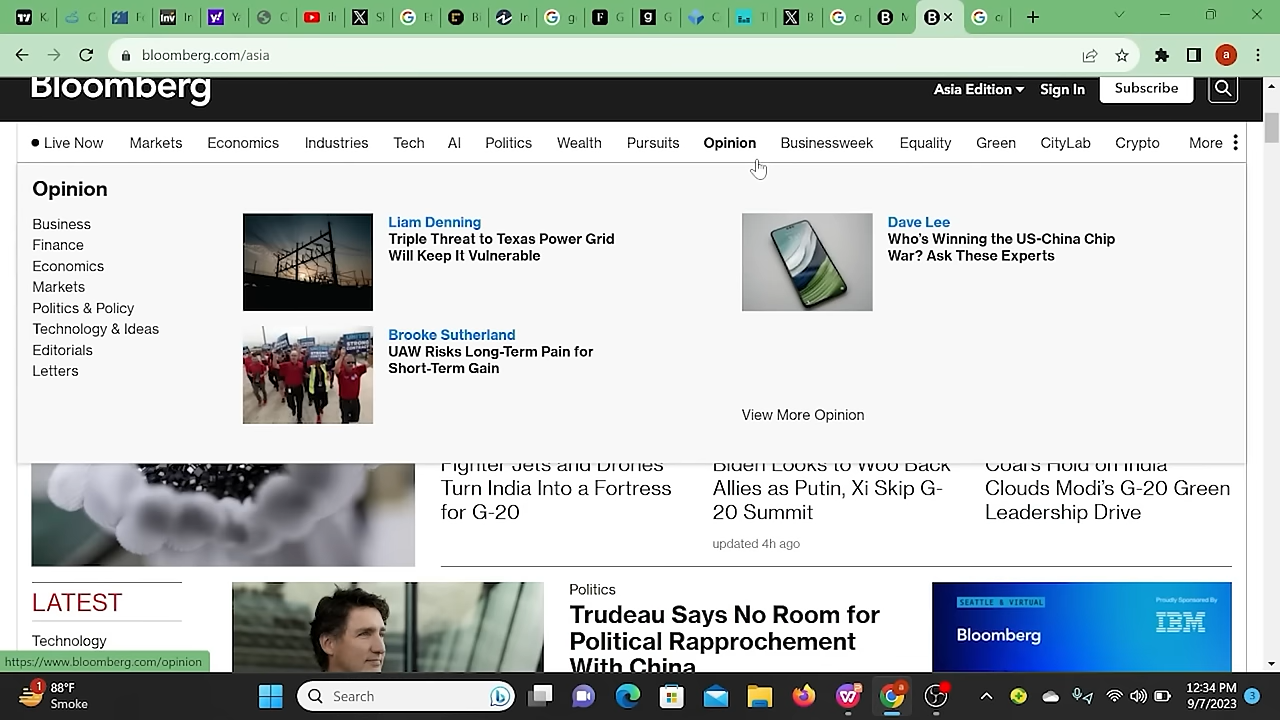 bloomberg.com/asia
a
Bloomberg
Asia Edition
Sign In
Subscribe
Live Now
Markets
Economics
Industries
Tech
AI
Politics
Wealth
Pursuits
Opinion
Businessweek
Equality
Green
CityLab
Crypto
More
Opinion
Business
Finance
Economics
Markets
Politics & Policy
Technology & Ideas
Editorials
Letters
Liam Denning
Triple Threat to Texas Power Grid
Will Keep It Vulnerable
Dave Lee
Who's Winning the US-China Chip
War? Ask These Experts
Brooke Sutherland
UAW Risks Long-Term Pain for
Short-Term Gain
View More Opinion
Fighter Jets and Drones
Turn India Into a Fortress
for G-20
Biden Looks to Woo Back
Allies as Putin, Xi Skip G-
20 Summit
updated 4h ago
Coal's Hold on India
Clouds Modi's G-20 Green
Leadership Drive
LATEST
Technology
Politics
Trudeau Says No Room for
Political Rapprochement
With China
SEATTLE & VIRTUAL
Proudly Sponsored By
Bloomberg
IBM
https://www.bloomberg.com/opinion
1
88°F
Smoke
Search
12:34 PM
9/7/2023
3